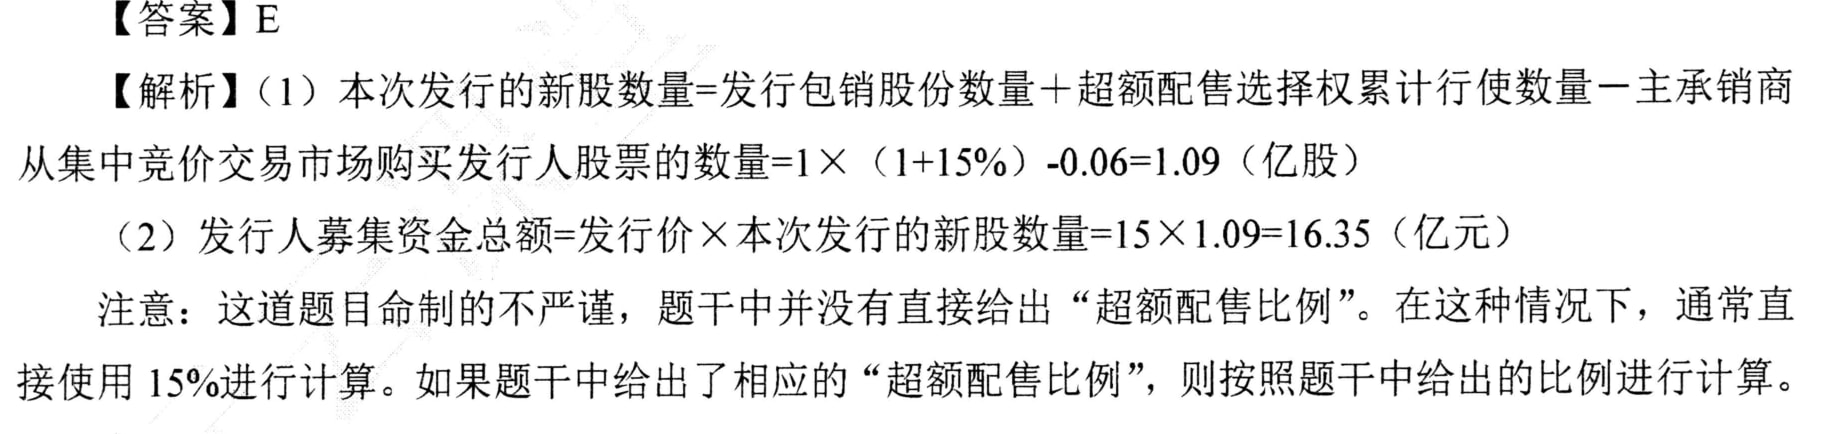 【答案】E
【解析】（1）本次发行的新股数量=发行包销股份数量＋超额配售选择权累计行使数量－主承销商
从集中竞价交易市场购买发行人股票的数量=1×（1+15%）-0.06=1.09（亿股）
（2）发行人募集资金总额=发行价×本次发行的新股数量=15×1.09=16.35（亿元）
注意：这道题目命制的不严谨，题干中并没有直接给出“超额配售比例”。在这种情况下，通常直
接使用 15%进行计算。如果题干中给出了相应的“超额配售比例”，则按照题干中给出的比例进行计算。